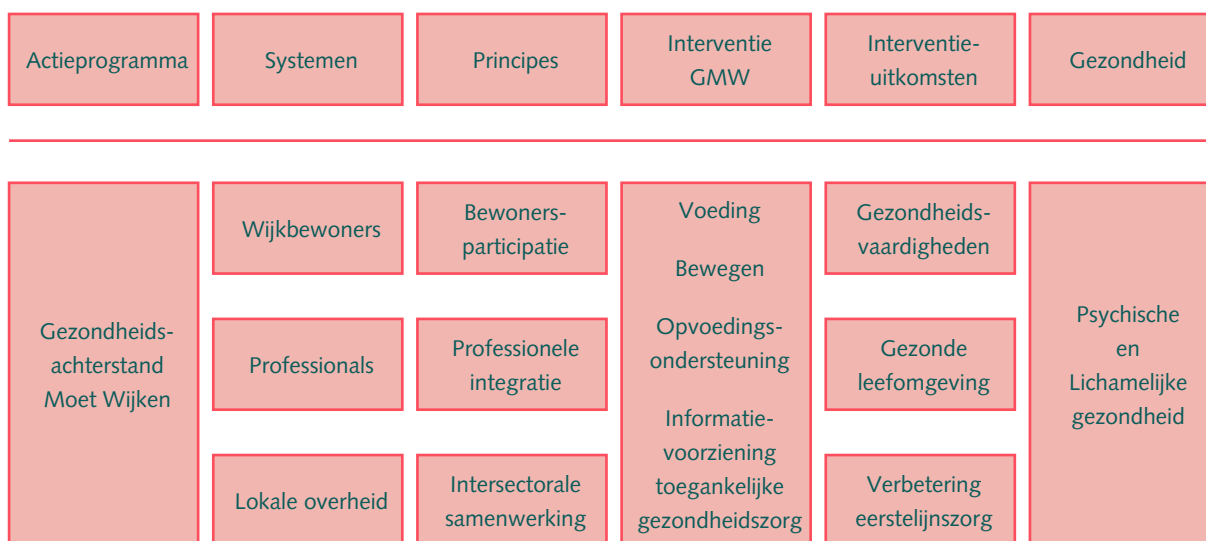 Actieprogramma
Systemen
Principes
Interventie
GMW
Interventie-
uitkomsten
Gezondheid
Gezondheids-
achterstand
Moet Wijken
Wijkbewoners
Professionals
Lokale overheid
Bewoners-
participatie
Professionele
integratie
Intersectorale
samenwerking
Voeding
Bewegen
Opvoedings-
ondersteuning
Informatie-
voorziening
toegankelijke
gezondheidszorg
Gezondheids-
vaardigheden
Gezonde
leefomgeving
Verbetering
eerstelijnszorg
Psychische
en
Lichamelijke
gezondheid